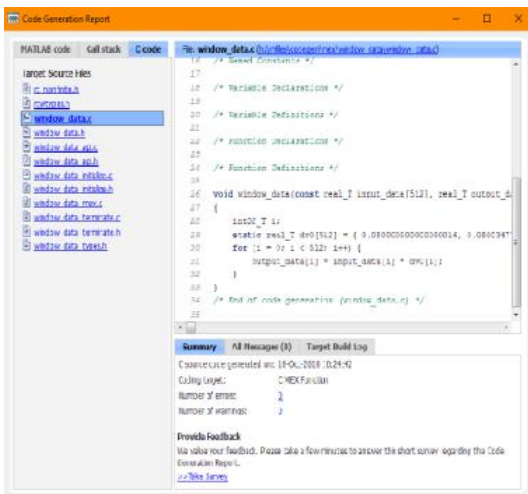 Code Generation Report
MATLAB code Call stack C code
Target Source Files
rt_nonfinite.h
rtwtypes.h
window_data.c
window_data.h
window_data_api.c
window_data_api.h
window_data_initialize.c
window_data_initialize.h
window_data_mex.c
window_data_terminate.c
window_data_terminate.h
window_data_types.h
File: window_data.c
16 /* Named Constants */
17
18 /* Variable Declarations */
19
20 /* Variable Definitions */
21
22 /* Function Declarations */
23
24 /* Function Definitions */
25
26 void window_data(const real_T input_data[512], real_T output_d
27 {
28 int32_T i;
29 static real_T dv0[512] = {
30 for (i = 0; i < 512; i++) {
31 output_data[i] = input_data[i] * dv0[i];
32 }
33 }
34 /* End of code generation (window_data.c) */
35
Summary All Messages (0) Target Build Log
C source code generated on: 10:24:42
Coding target: C MEX Function
Number of errors:
Number of warnings:
Provide Feedback
We value your feedback. Please take a few minutes to answer this short survey regarding the Code
Generation Report.
>>Take Survey